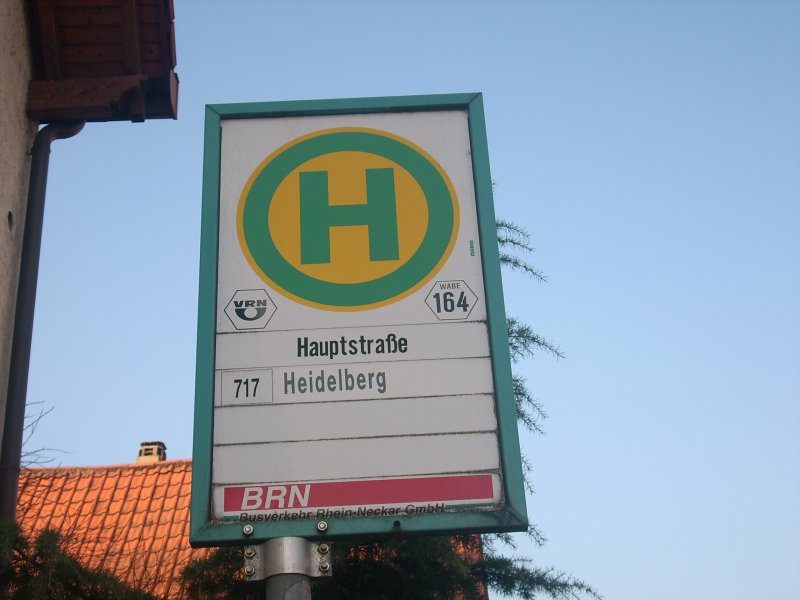 H
VRN
WABE
164
Hauptstraße
717 Heidelberg
BRN
Busverkehr Rhein-Neckar GmbH